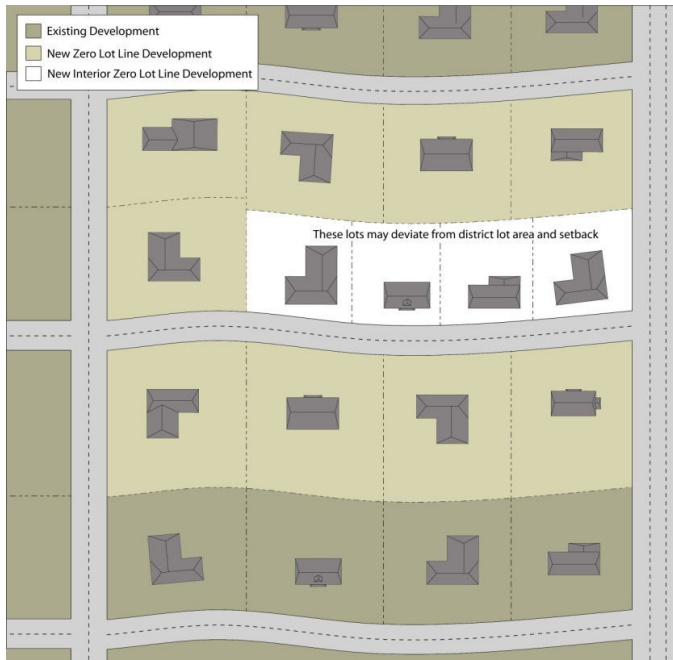 Existing Development
New Zero Lot Line Development
New Interior Zero Lot Line Development
These lots may deviate from district lot area and setback